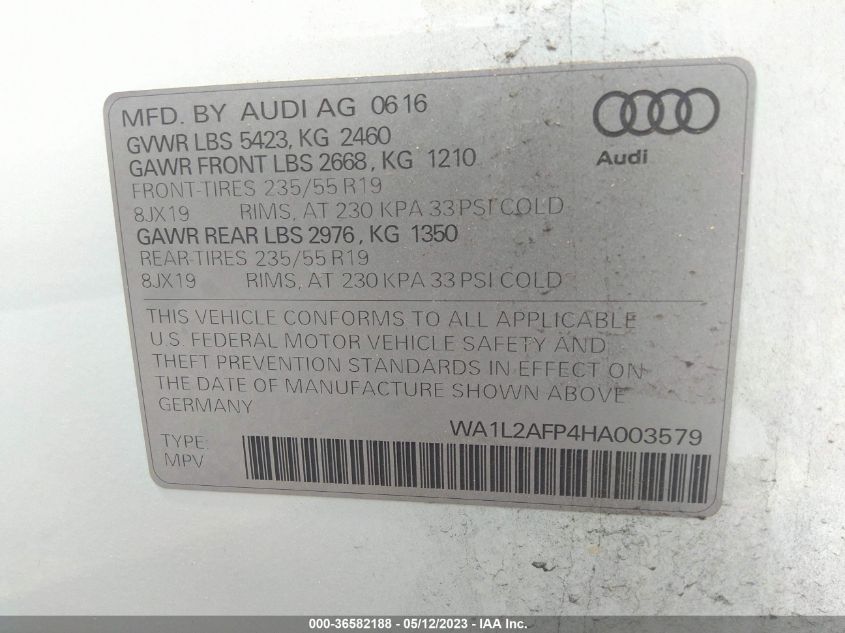 MFD. BY AUDI AG 0616
GVWR LBS 5423, KG 2460
GAWR FRONT LBS 2668, KG 1210
FRONT-TIRES 235/55 R19
8JX19 RIMS, AT 230 KPA 33 PSI COLD
GAWR REAR LBS 2976, KG 1350
REAR-TIRES 235/55 R19
8JX19 RIMS, AT 230 KPA 33 PSI COLD
Audi
THIS VEHICLE CONFORMS TO ALL APPLICABLE
U.S. FEDERAL MOTOR VEHICLE SAFETY AND
THEFT PREVENTION STANDARDS IN EFFECT ON
THE DATE OF MANUFACTURE SHOWN ABOVE
GERMANY
WA1L2AFP4HA003579
TYPE:
MPV
000-36582188 - 05/12/2023 - IAA Inc.